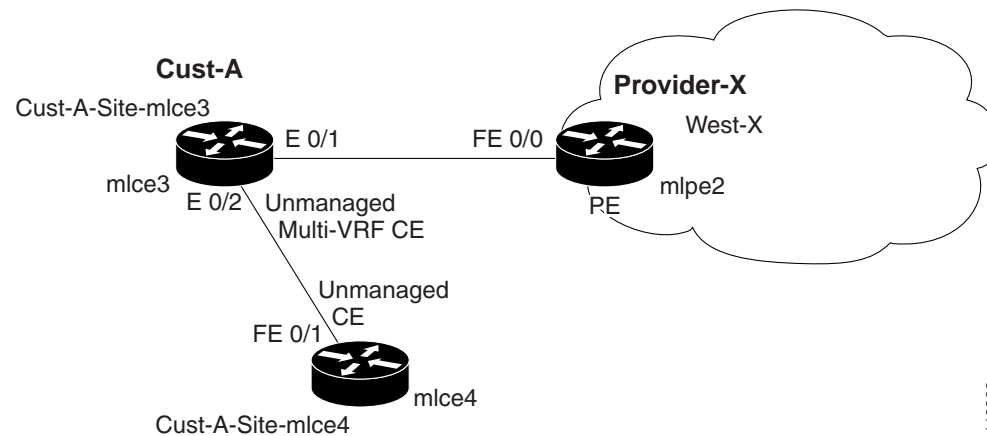 Cust-A
Cust-A-Site-mlce3
E 0/1
FE 0/0
Provider-X
West-X
mlce3
mlpe2
PE
E 0/2
Unmanaged
Multi-VRF CE
Unmanaged
CE
FE 0/1
mlce4
Cust-A-Site-mlce4